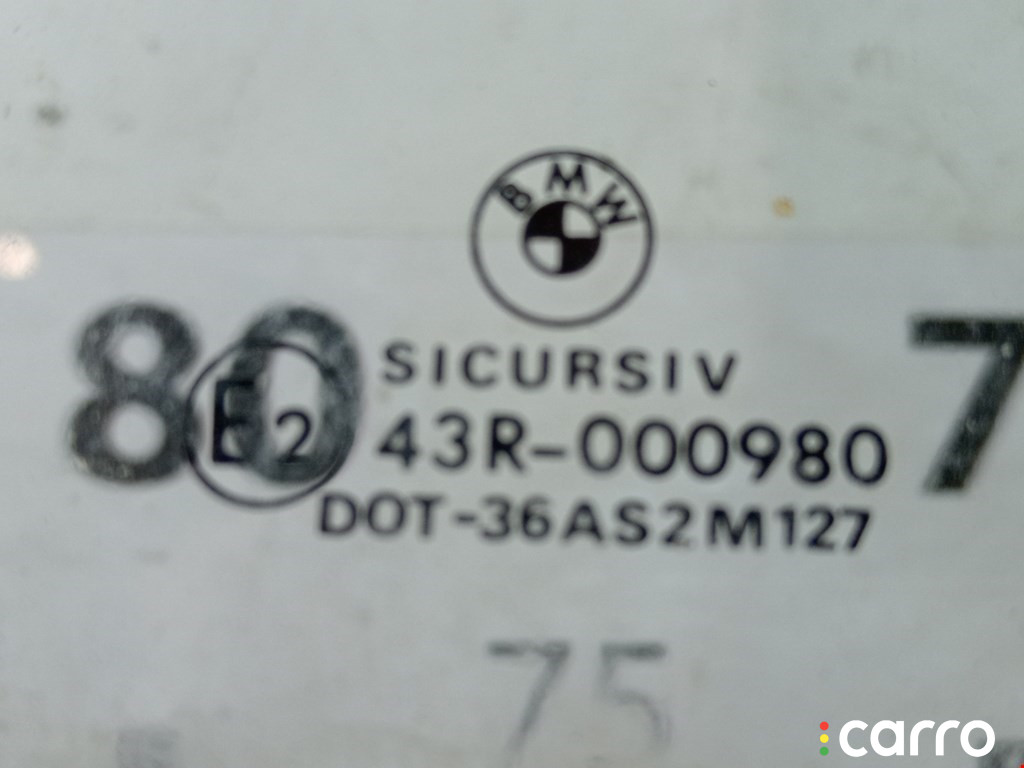 BMW
80 7
SICURSIV
E2 43R-000980
DOT-36AS2M127
75
carro